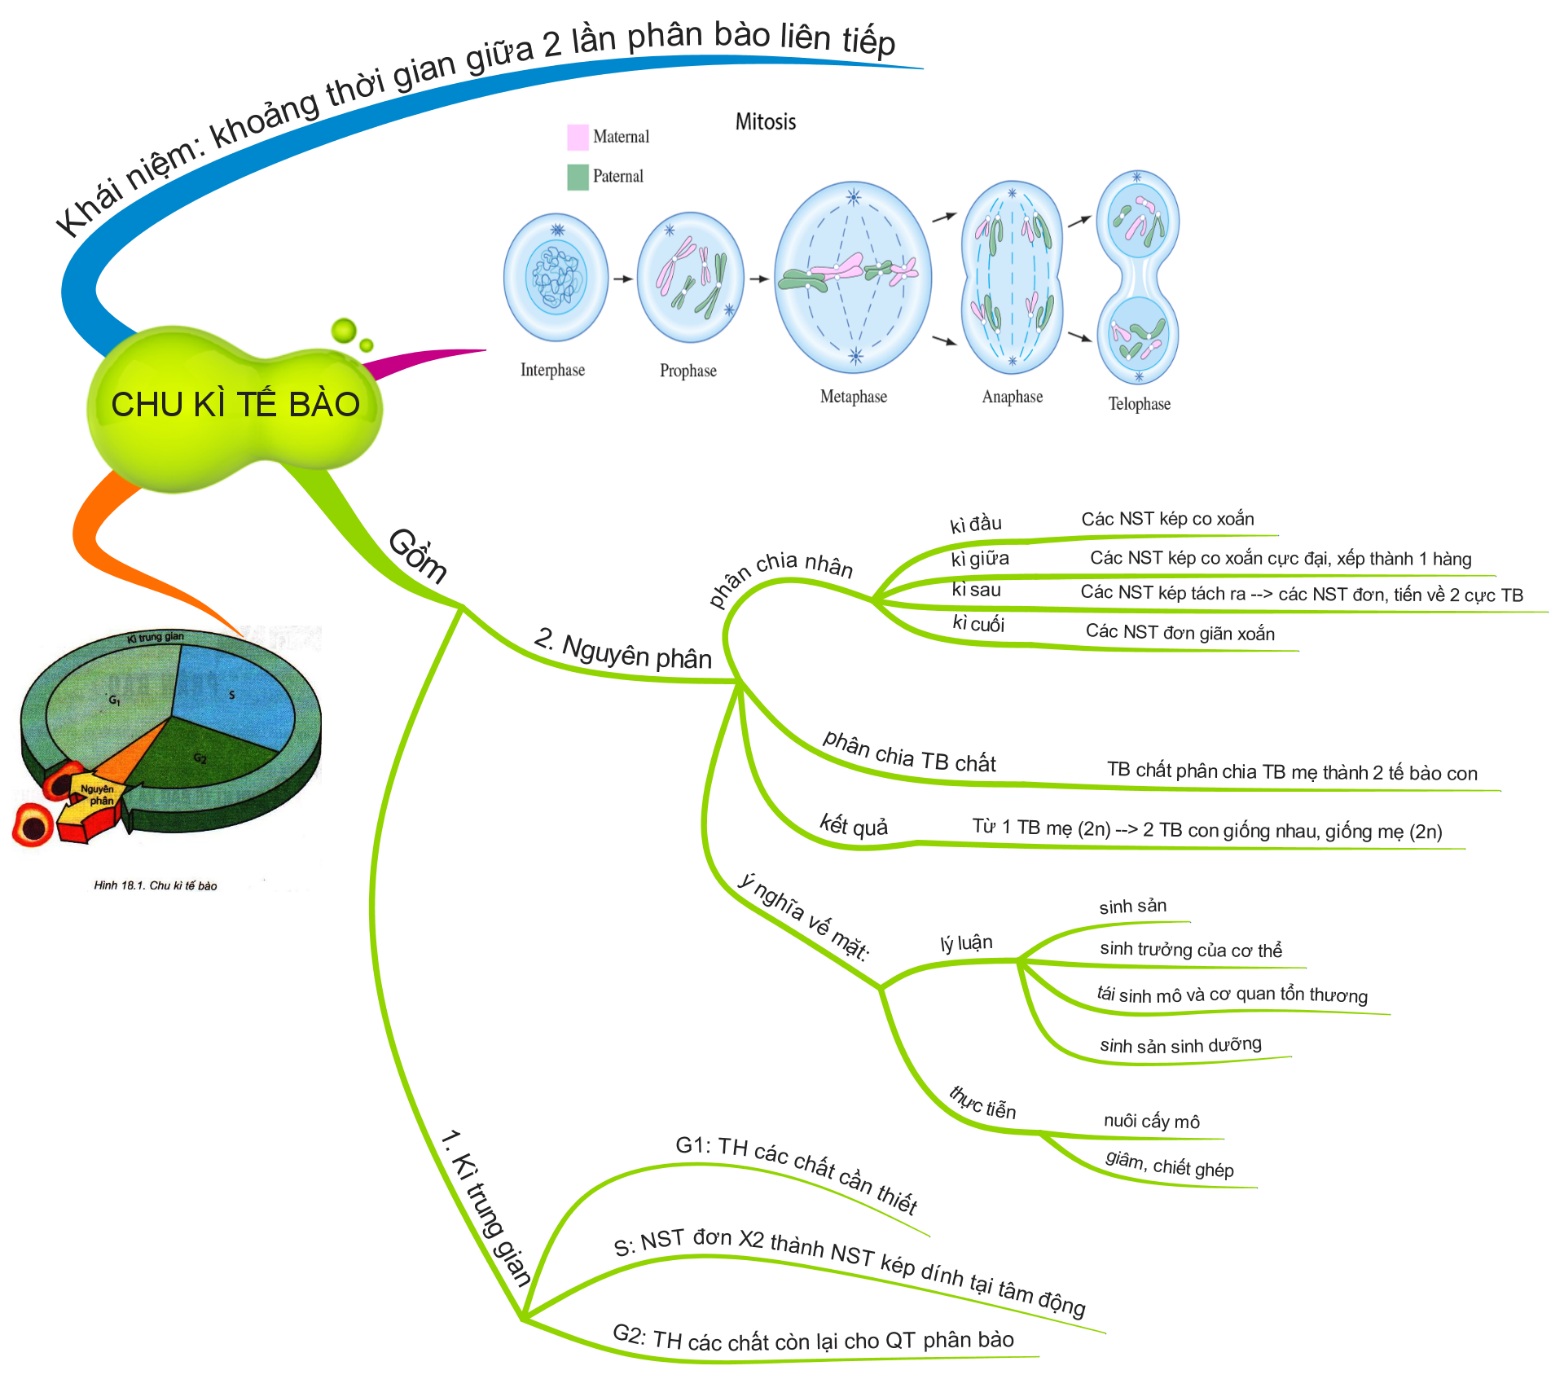 Khái niệm: khoảng thời gian giữa 2 lần phân bào liên tiếp
Mitosis
Maternal
Paternal
Interphase
Prophase
Metaphase
Anaphase
Telophase
CHU KÌ TẾ BÀO
Gồm
2. Nguyên phân
phân chia nhân
kì đầu
Các NST kép co xoắn
kì giữa
Các NST kép co xoắn cực đại, xếp thành 1 hàng
kì sau
Các NST kép tách ra --> các NST đơn, tiến về 2 cực TB
kì cuối
Các NST đơn giãn xoắn
phân chia TB chất
TB chất phân chia TB mẹ thành 2 tế bào con
kết quả
Từ 1 TB mẹ (2n) --> 2 TB con giống nhau, giống mẹ (2n)
ý nghĩa vế mặt:
lý luận
sinh sản
sinh trưởng của cơ thể
tái sinh mô và cơ quan tổn thương
sinh sản sinh dưỡng
thực tiễn
nuôi cấy mô
giâm, chiết ghép
1. Kì trung gian
G1: TH các chất cần thiết
S: NST đơn X2 thành NST kép dính tại tâm động
G2: TH các chất còn lại cho QT phân bào
Kì trung gian
G1
S
G2
Nguyên
phân
Hình 18.1. Chu kì tế bào